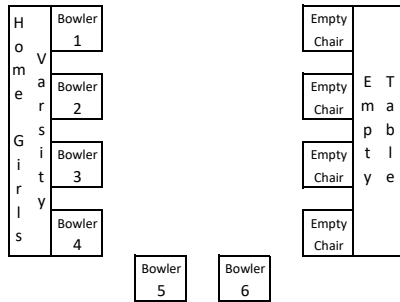 Home Girls
Varsity
Bowler
1
Bowler
2
Bowler
3
Bowler
4
Bowler
5
Bowler
6
Empty
Chair
Empty
Chair
Empty
Chair
Empty
Chair
Empty
Table